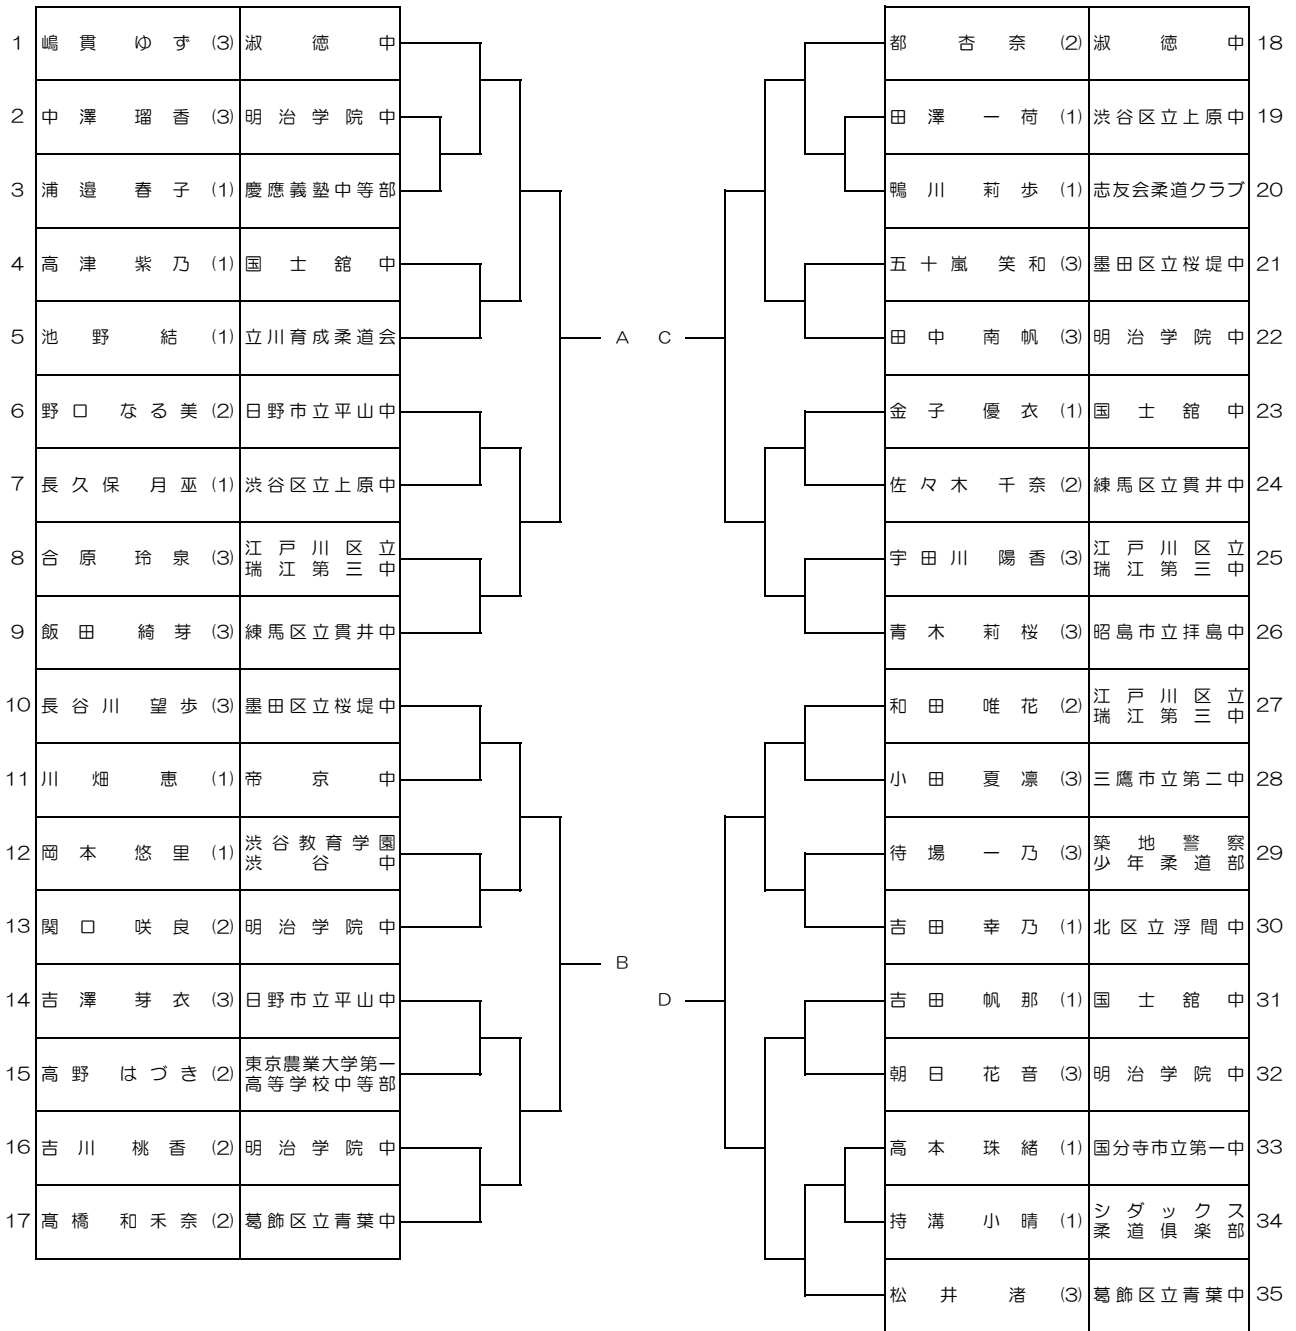 1 嶋貫 ゆず (3) 淑徳中
2 中澤 瑠香 (3) 明治学院中
3 浦邉 春子 (1) 慶應義塾中等部
4 高津 紫乃 (1) 国士舘中
5 池野 結 (1) 立川育成柔道会
6 野口 なる美 (2) 日野市立平山中
7 長久保 月巫 (1) 渋谷区立上原中
8 合原 玲泉 (3) 江戸川区立
瑞江第三中
9 飯田 綺芽 (3) 練馬区立貫井中
10 長谷川 望歩 (3) 墨田区立桜堤中
11 川畑 恵 (1) 帝京中
12 岡本 悠里 (1) 渋谷教育学園
渋谷中
13 関口 咲良 (2) 明治学院中
14 吉澤 芽衣 (3) 日野市立平山中
15 高野 はづき (2) 東京農業大学第一
高等学校中等部
16 吉川 桃香 (2) 明治学院中
17 髙橋 和禾奈 (2) 葛飾区立青葉中
A
B
C
D
都 杏奈 (2) 淑徳中 18
田澤 一荷 (1) 渋谷区立上原中 19
鴨川 莉歩 (1) 志友会柔道クラブ 20
五十嵐 笑和 (3) 墨田区立桜堤中 21
田中 南帆 (3) 明治学院中 22
金子 優衣 (1) 国士舘中 23
佐々木 千奈 (2) 練馬区立貫井中 24
宇田川 陽香 (3) 江戸川区立
瑞江第三中 25
青木 莉桜 (3) 昭島市立拝島中 26
和田 唯花 (2) 江戸川区立
瑞江第三中 27
小田 夏凛 (3) 三鷹市立第二中 28
待場 一乃 (3) 築地警察
少年柔道部 29
吉田 幸乃 (1) 北区立浮間中 30
吉田 帆那 (1) 国士舘中 31
朝日 花音 (3) 明治学院中 32
高本 珠緒 (1) 国分寺市立第一中 33
持溝 小晴 (1) シダックス
柔道倶楽部 34
松井 渚 (3) 葛飾区立青葉中 35